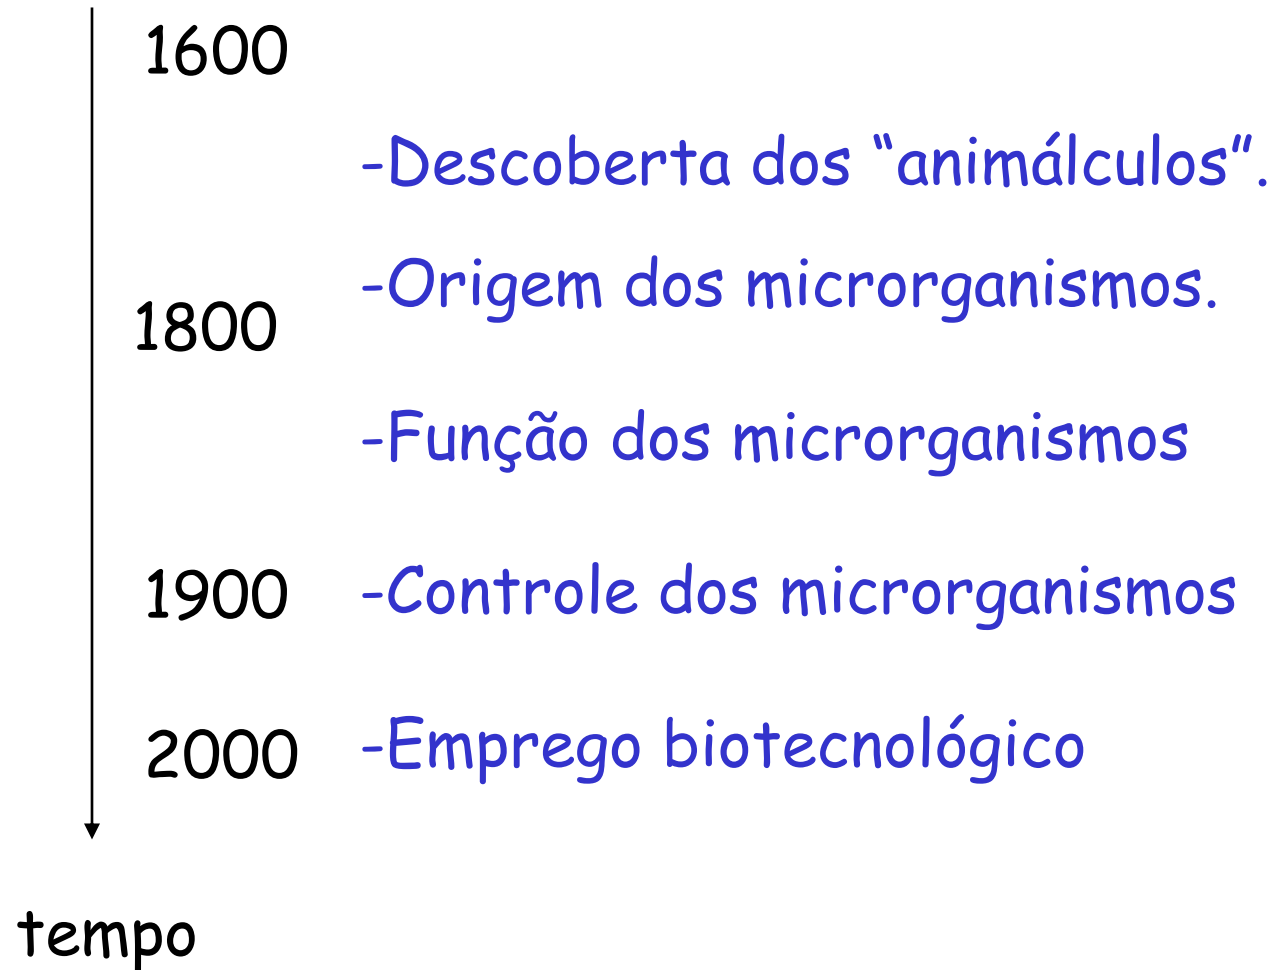 1600
-Descoberta dos “animálculos”.
-Origem dos microrganismos.
1800
-Função dos microrganismos
1900 -Controle dos microrganismos
2000 -Emprego biotecnológico
tempo